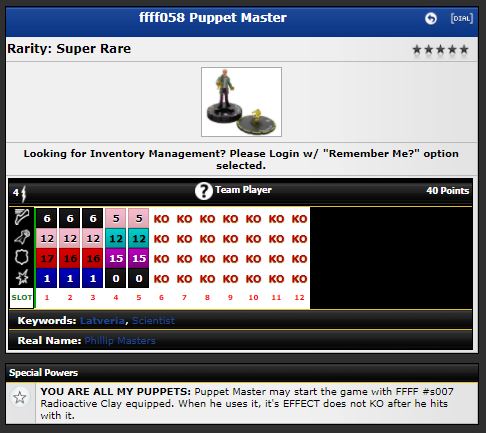 ffff058 Puppet Master
[DIAL]
Rarity: Super Rare
Looking for Inventory Management? Please Login w/ "Remember Me?" option
selected.
4 ? Team Player 40 Points
6 6 6 5 5 KO KO KO KO KO KO KO
12 12 12 12 12 KO KO KO KO KO KO KO
17 16 16 15 15 KO KO KO KO KO KO KO
1 1 1 0 0 KO KO KO KO KO KO KO
SLOT 1 2 3 4 5 6 7 8 9 10 11 12
Keywords: Latveria, Scientist
Real Name: Phillip Masters
Special Powers
YOU ARE ALL MY PUPPETS: Puppet Master may start the game with FFFF #s007
Radioactive Clay equipped. When he uses it, it's EFFECT does not KO after he hits
with it.